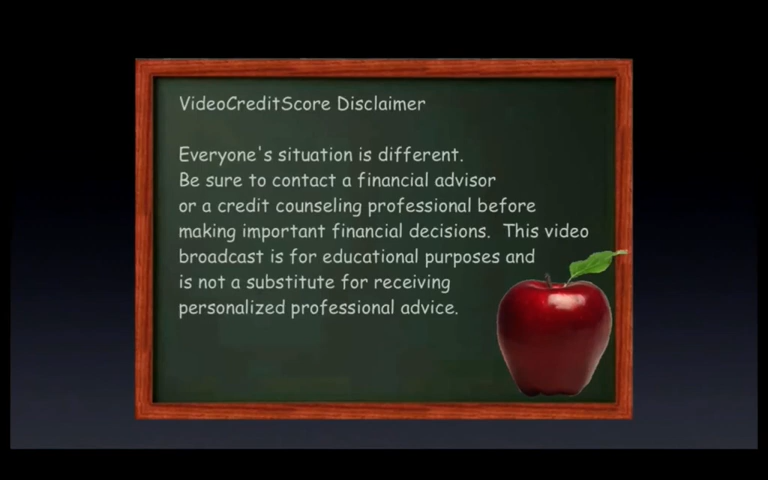 VideoCreditScore Disclaimer
Everyone's situation is different.
Be sure to contact a financial advisor
or a credit counseling professional before
making important financial decisions.  This video
broadcast is for educational purposes and
is not a substitute for receiving
personalized professional advice.